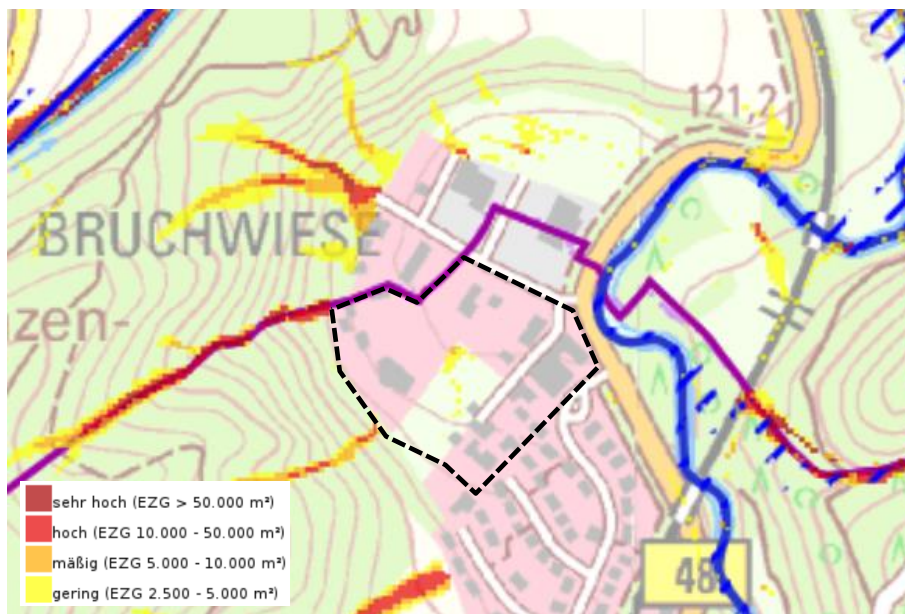 121,2
BRUCHWIESE
zen-
48
sehr hoch (EZG > 50.000 m²)
hoch (EZG 10.000 - 50.000 m²)
mäßig (EZG 5.000 - 10.000 m²)
gering (EZG 2.500 - 5.000 m²)